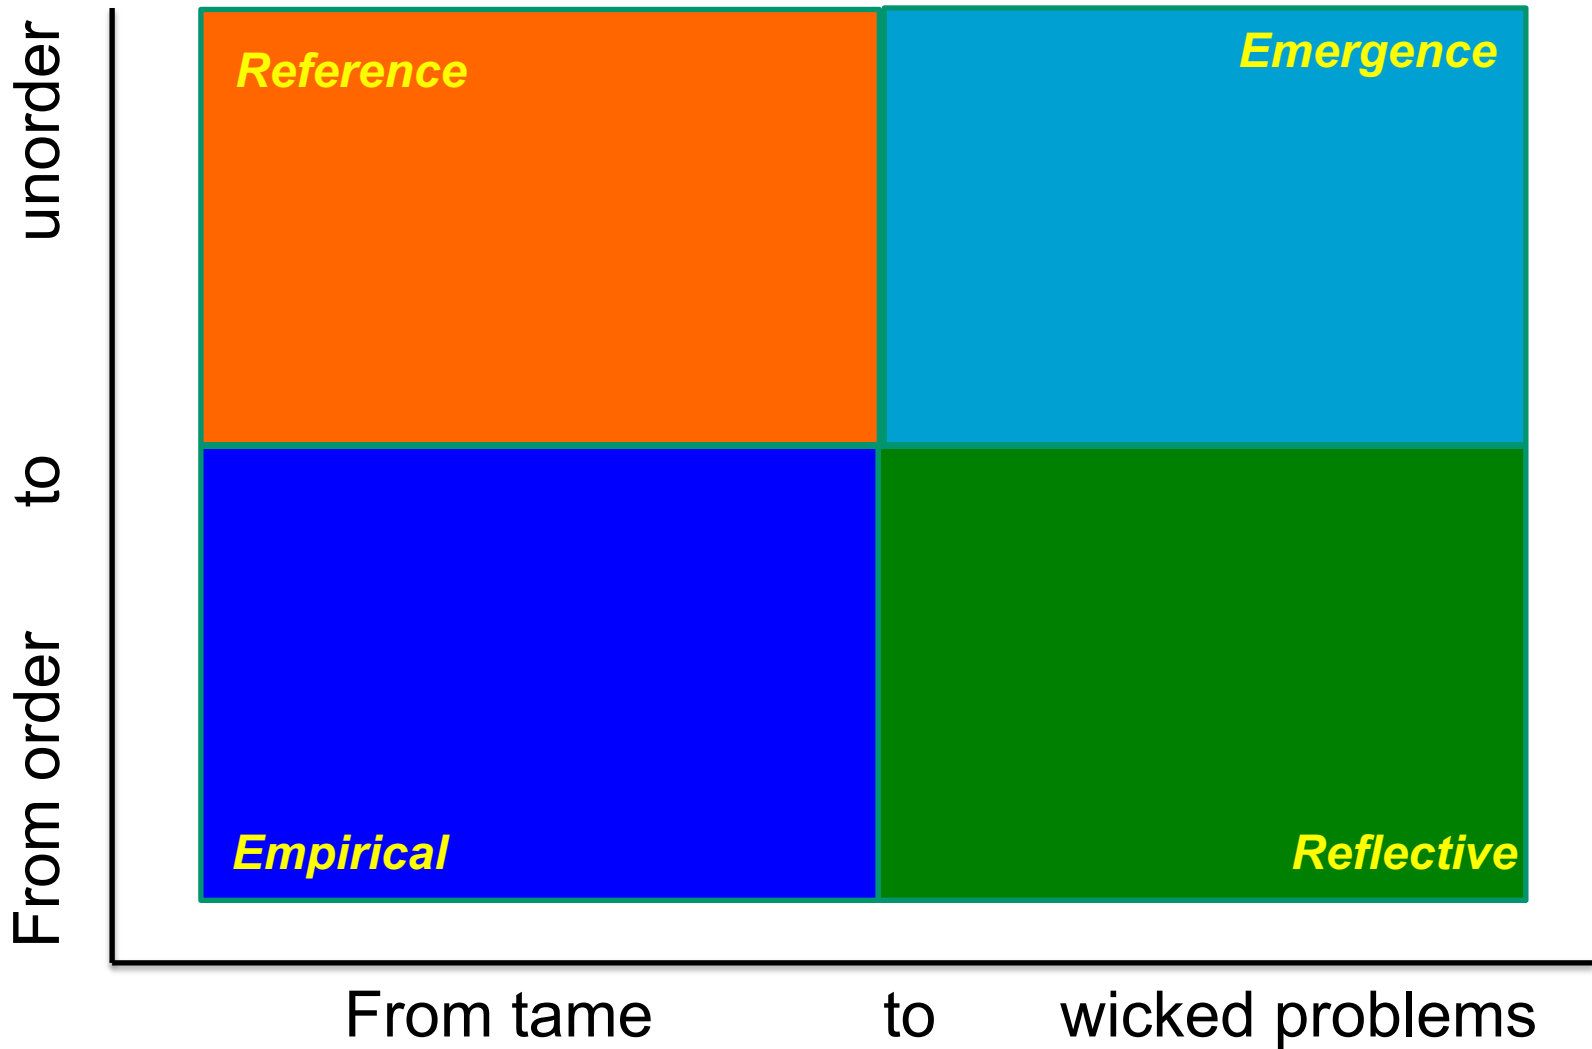 From order to unorder
Reference
Emergence
Empirical
Reflective
From tame to wicked problems